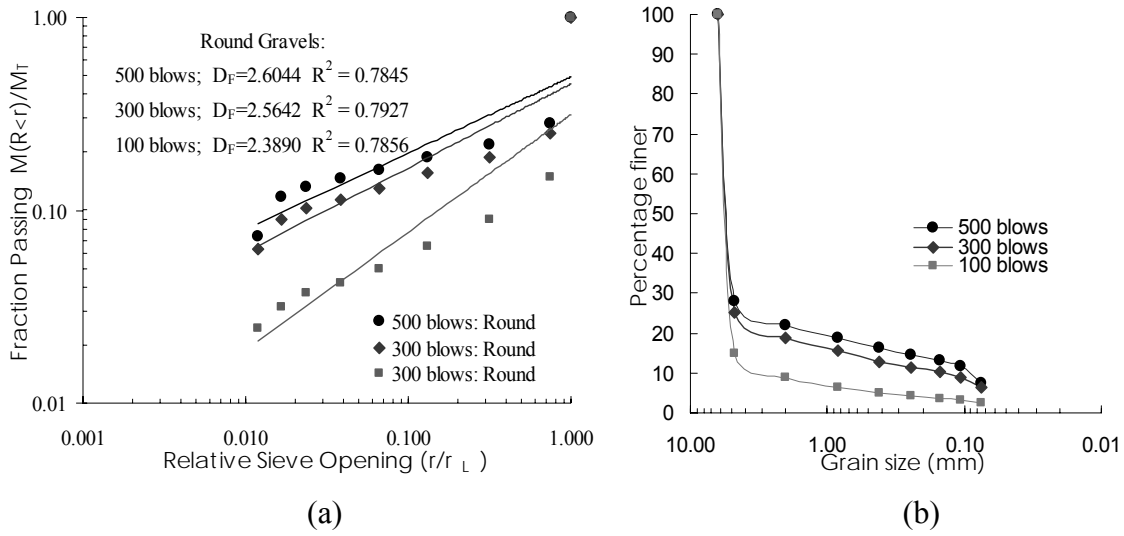 1.00
0.10
0.01
Fraction Passing M(R<r)/M_T
Round Gravels:
500 blows; D_F=2.6044 R² = 0.7845
300 blows; D_F=2.5642 R² = 0.7927
100 blows; D_F=2.3890 R² = 0.7856
500 blows: Round
300 blows: Round
300 blows: Round
0.001 0.010 0.100 1.000
Relative Sieve Opening (r/r_L)
(a)
100
90
80
70
60
50
40
30
20
10
0
Percentage finer
500 blows
300 blows
100 blows
10.00 1.00 0.10 0.01
Grain size (mm)
(b)